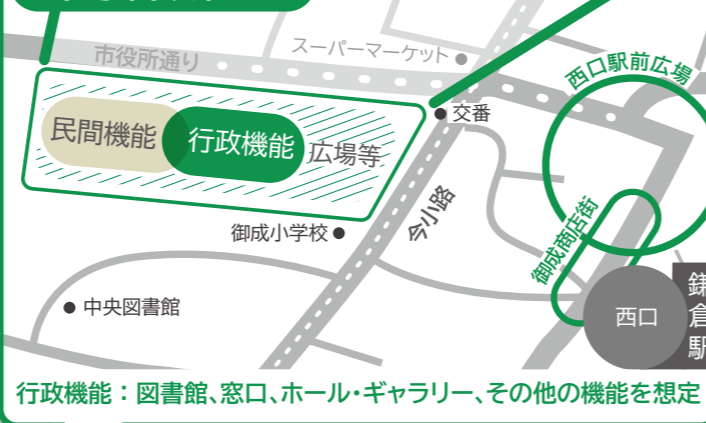 スーパーマーケット
市役所通り
西口駅前広場
交番
民間機能
行政機能
広場等
今小路
御成小学校
御成商店街
中央図書館
西口
鎌倉駅
行政機能：図書館、窓口、ホール・ギャラリー、その他の機能を想定